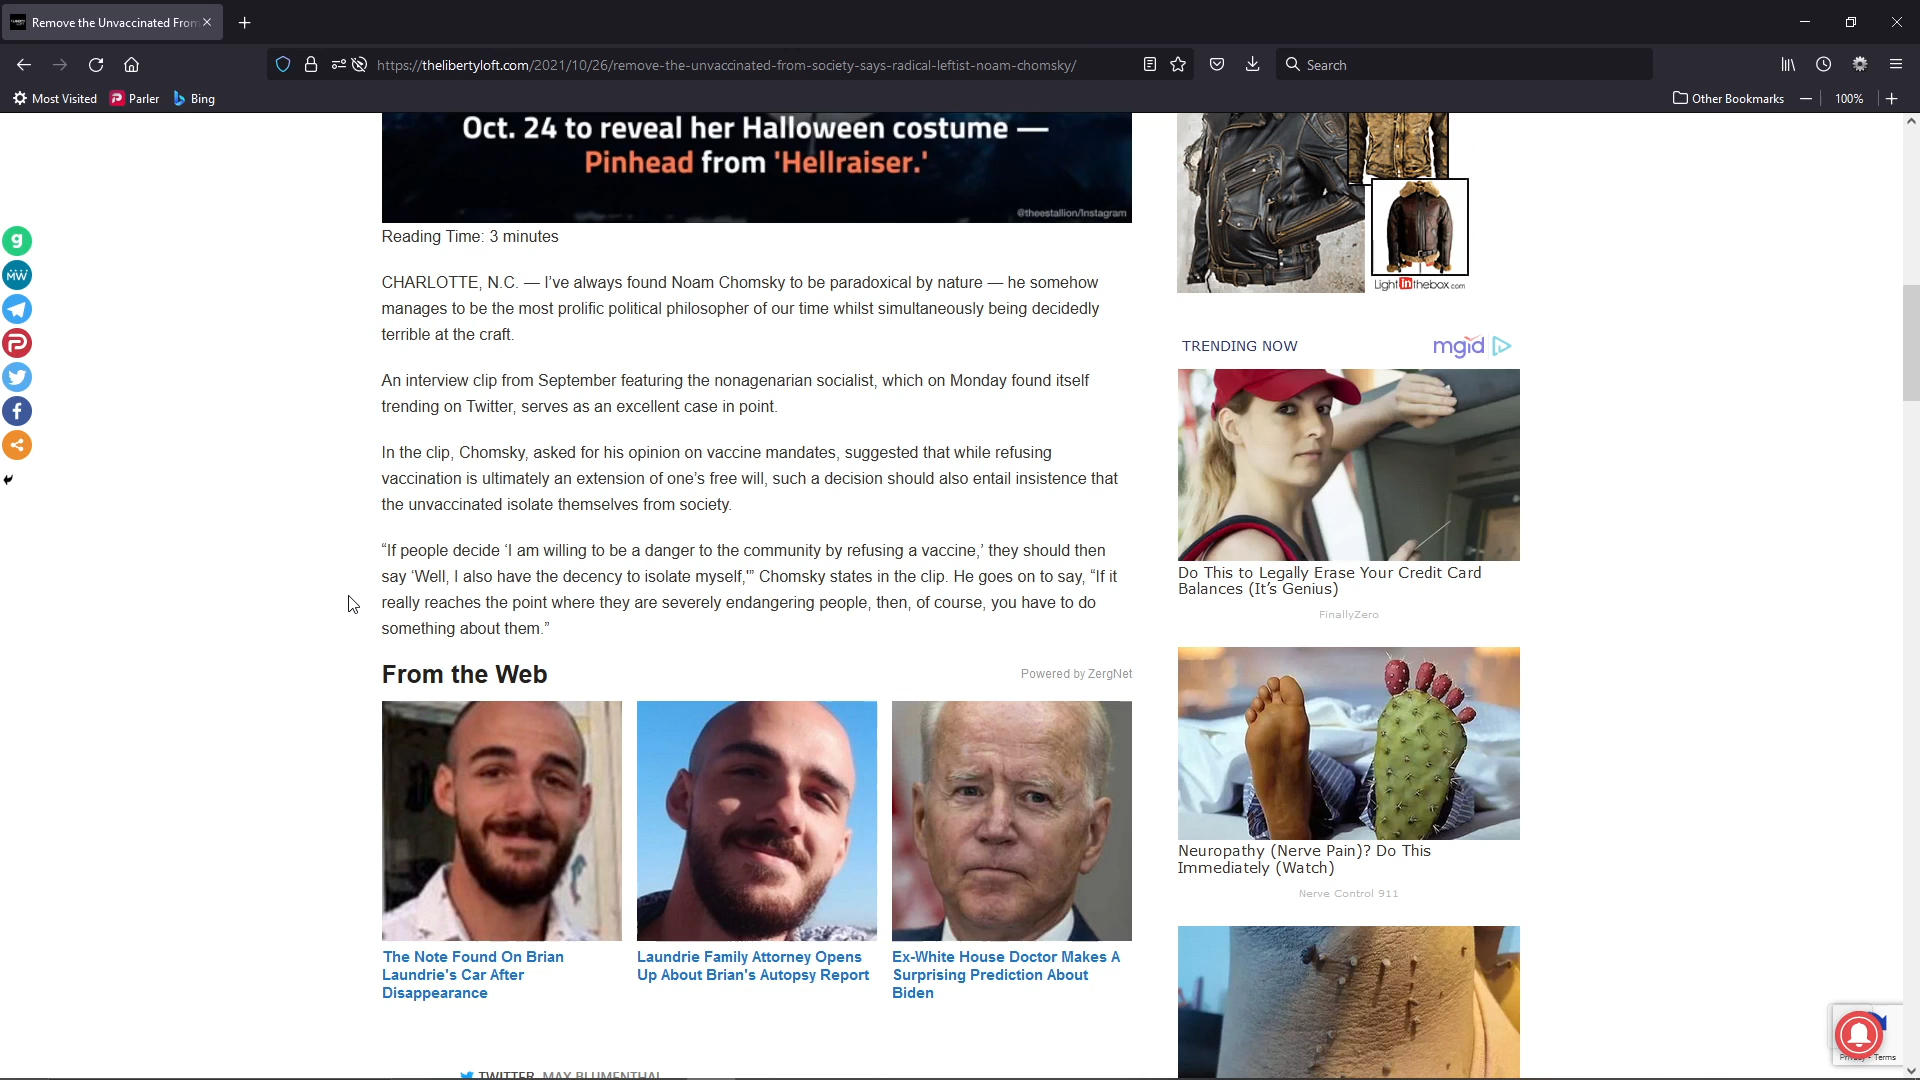 Remove the Unvaccinated From
https://thelibertyloft.com/2021/10/26/remove-the-unvaccinated-from-society-says-radical-leftist-noam-chomsky/
Search
Most Visited
Parler
Bing
Other Bookmarks
100%
Oct. 24 to reveal her Halloween costume —
Pinhead from 'Hellraiser.'
@theestallion/Instagram
Reading Time: 3 minutes
CHARLOTTE, N.C. — I've always found Noam Chomsky to be paradoxical by nature — he somehow
manages to be the most prolific political philosopher of our time whilst simultaneously being decidedly
terrible at the craft.
An interview clip from September featuring the nonagenarian socialist, which on Monday found itself
trending on Twitter, serves as an excellent case in point.
In the clip, Chomsky, asked for his opinion on vaccine mandates, suggested that while refusing
vaccination is ultimately an extension of one's free will, such a decision should also entail insistence that
the unvaccinated isolate themselves from society.
“If people decide ‘I am willing to be a danger to the community by refusing a vaccine,’ they should then
say ‘Well, I also have the decency to isolate myself,'” Chomsky states in the clip. He goes on to say, “If it
really reaches the point where they are severely endangering people, then, of course, you have to do
something about them.”
From the Web
Powered by ZergNet
The Note Found On Brian
Laundrie's Car After
Disappearance
Laundrie Family Attorney Opens
Up About Brian's Autopsy Report
Ex-White House Doctor Makes A
Surprising Prediction About
Biden
TWITTER MAX BLUMENTHAL
g
MW
Lightinthebox.com
TRENDING NOW
mgid
Do This to Legally Erase Your Credit Card
Balances (It's Genius)
FinallyZero
Neuropathy (Nerve Pain)? Do This
Immediately (Watch)
Nerve Control 911
Terms